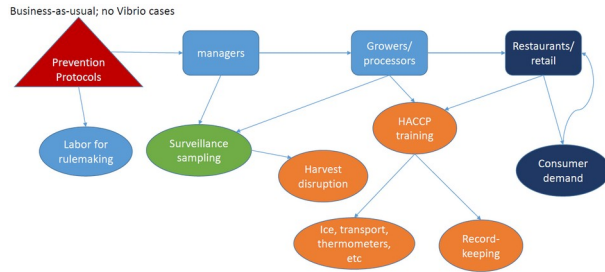 Business-as-usual; no Vibrio cases
Prevention
Protocols
managers
Growers/
processors
Restaurants/
retail
Labor for
rulemaking
Surveillance
sampling
HACCP
training
Harvest
disruption
Consumer
demand
Ice, transport,
thermometers,
etc
Record-
keeping